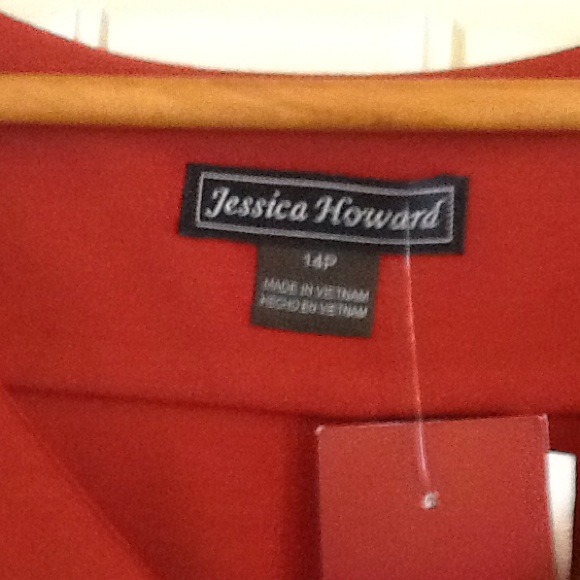 Jessica Howard
14P
MADE IN VIETNAM
HECHO EN VIETNAM